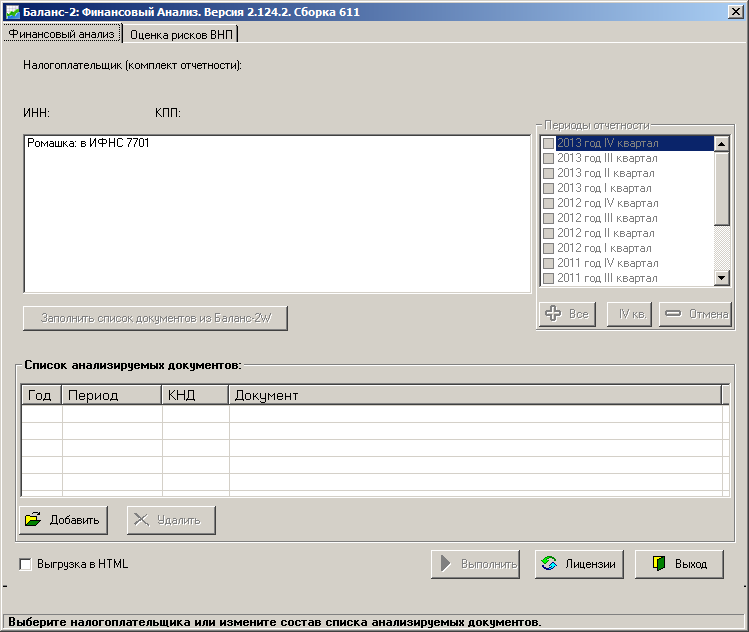 Баланс-2: Финансовый Анализ. Версия 2.124.2. Сборка 611
Финансовый анализ Оценка рисков ВНП
Налогоплательщик (комплект отчетности):
ИНН: КПП:
Ромашка: в ИФНС 7701
Периоды отчетности
2013 год IV квартал
2013 год III квартал
2013 год II квартал
2013 год I квартал
2012 год IV квартал
2012 год III квартал
2012 год II квартал
2012 год I квартал
2011 год IV квартал
2011 год III квартал
Заполнить список документов из Баланс-2W
Все IV кв. Отмена
Список анализируемых документов:
Год Период КНД Документ
Добавить Удалить
Выгрузка в HTML Выполнить Лицензии Выход
Выберите налогоплательщика или измените состав списка анализируемых документов.